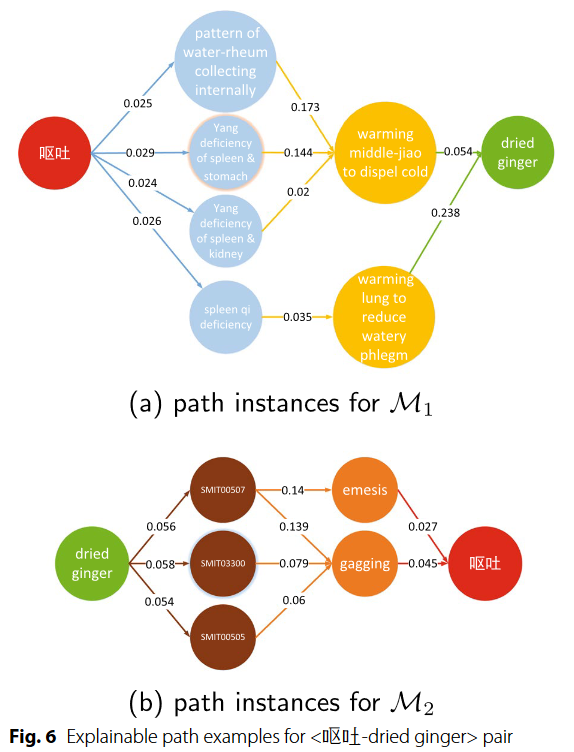 pattern of
water-rheum
collecting
internally
0.025
0.173
呕吐
0.029
Yang
deficiency
of spleen &
stomach
0.144
warming
middle-jiao
to dispel cold
0.054
dried
ginger
0.024
0.02
0.026
Yang
deficiency
of spleen &
kidney
0.238
spleen qi
deficiency
0.035
warming
lung to
reduce
watery
phlegm
(a) path instances for ℳ₁
SMIT00507
0.14
emesis
0.056
0.139
0.027
dried
ginger
0.058
SMIT03300
0.079
gagging
0.045
呕吐
0.054
0.06
SMIT00505
(b) path instances for ℳ₂
Fig. 6 Explainable path examples for <呕吐-dried ginger> pair